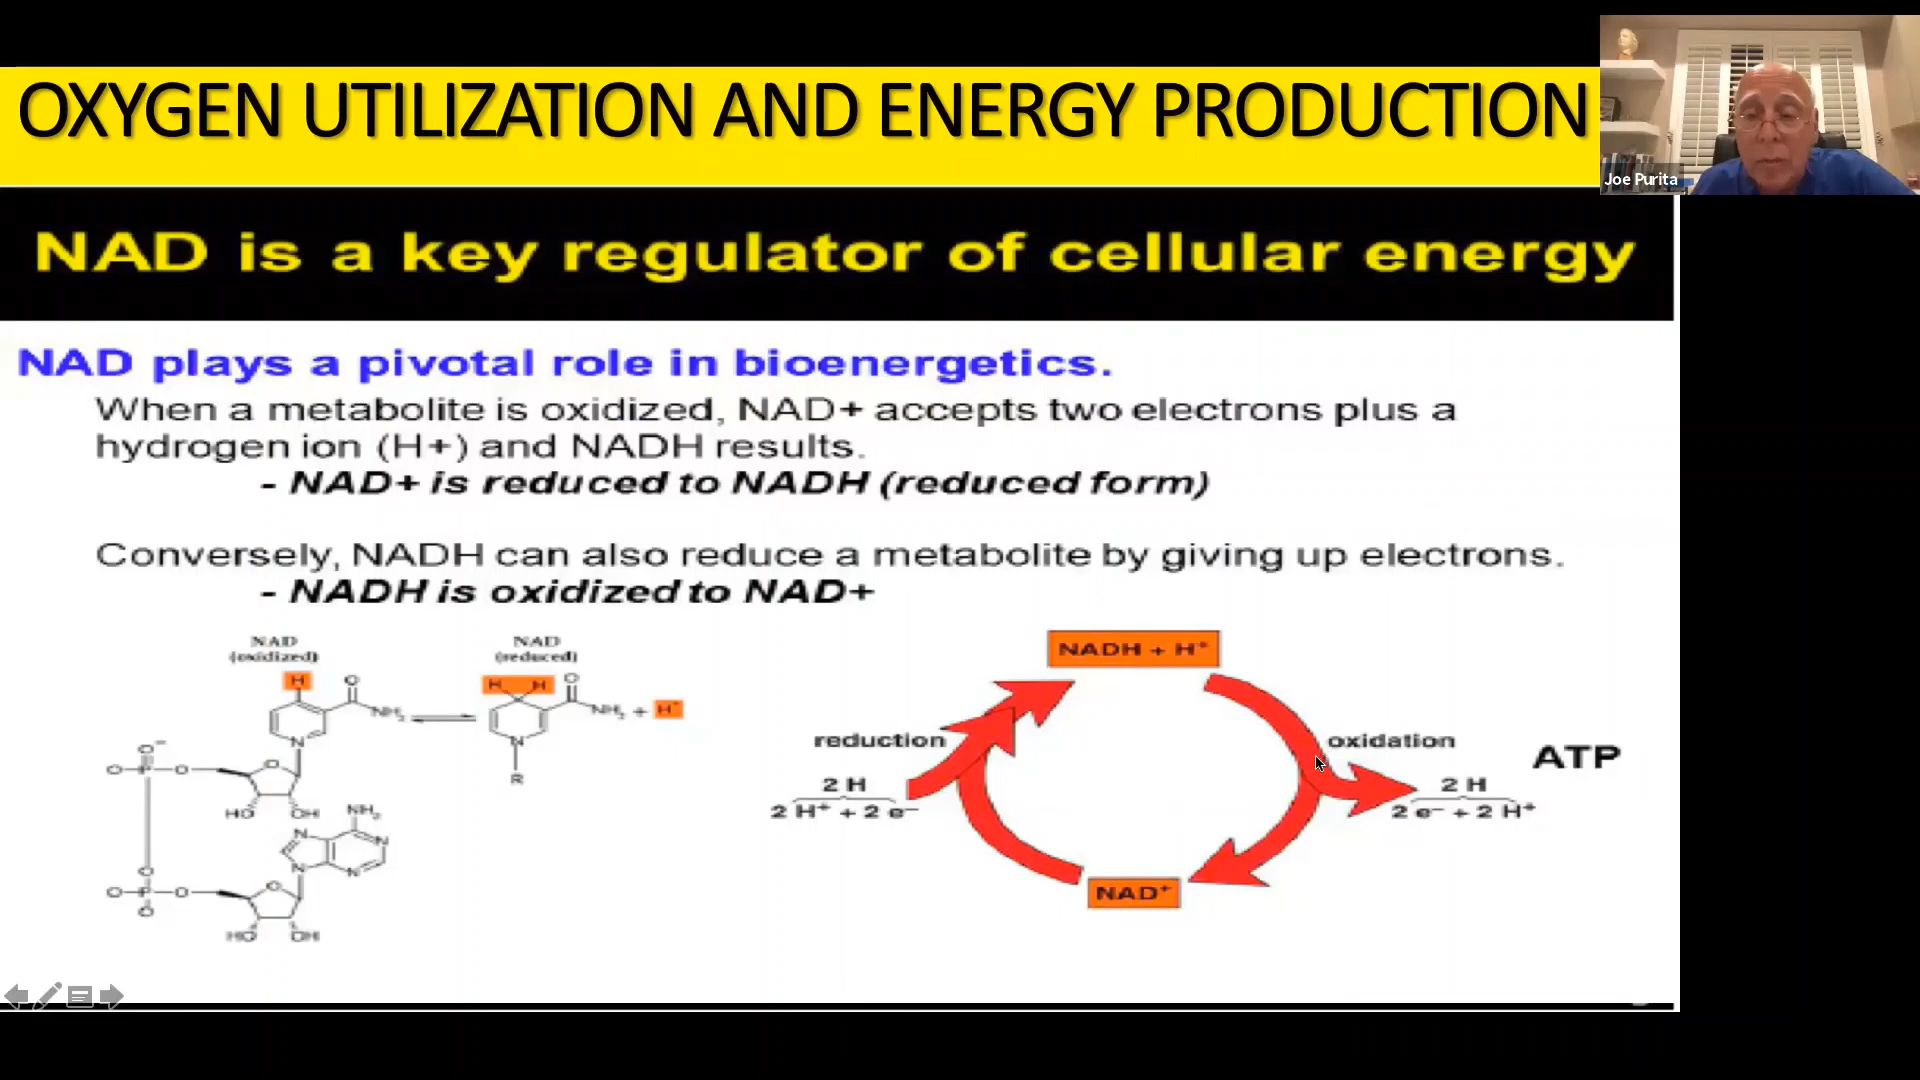 OXYGEN UTILIZATION AND ENERGY PRODUCTION
Joe Purita
NAD is a key regulator of cellular energy
NAD plays a pivotal role in bioenergetics.
When a metabolite is oxidized, NAD+ accepts two electrons plus a
hydrogen ion (H+) and NADH results.
- NAD+ is reduced to NADH (reduced form)
Conversely, NADH can also reduce a metabolite by giving up electrons.
- NADH is oxidized to NAD+
NAD
(oxidized)
NAD
(reduced)
H
O
NH₂
N
H H
O
NH₂ + H⁺
N
R
O⁻
O P O
O
HO OH
NH₂
N
N
N
N
O
O P O
O
O
HO OH
NADH + H⁺
reduction
2 H
2 H⁺ + 2 e⁻
oxidation
2 H
2 e⁻ + 2 H⁺
ATP
NAD⁺